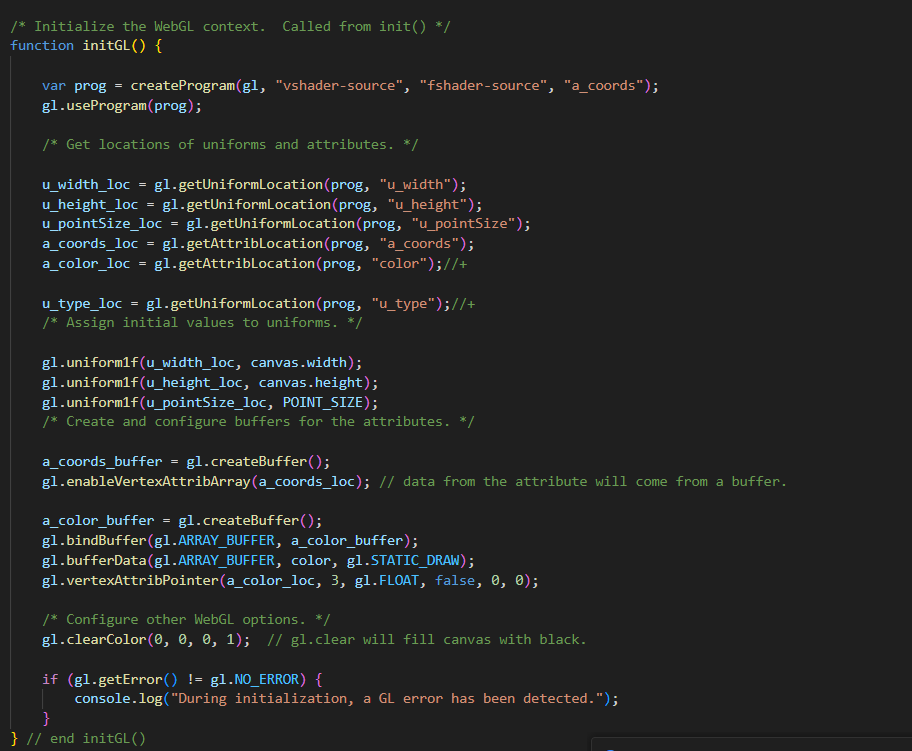 /* Initialize the WebGL context.  Called from init() */
function initGL() {
var prog = createProgram(gl, "vshader-source", "fshader-source", "a_coords");
gl.useProgram(prog);
/* Get locations of uniforms and attributes. */
u_width_loc = gl.getUniformLocation(prog, "u_width");
u_height_loc = gl.getUniformLocation(prog, "u_height");
u_pointSize_loc = gl.getUniformLocation(prog, "u_pointSize");
a_coords_loc = gl.getAttribLocation(prog, "a_coords");
a_color_loc = gl.getAttribLocation(prog, "color");//+
u_type_loc = gl.getUniformLocation(prog, "u_type");//+
/* Assign initial values to uniforms. */
gl.uniform1f(u_width_loc, canvas.width);
gl.uniform1f(u_height_loc, canvas.height);
gl.uniform1f(u_pointSize_loc, POINT_SIZE);
/* Create and configure buffers for the attributes. */
a_coords_buffer = gl.createBuffer();
gl.enableVertexAttribArray(a_coords_loc); // data from the attribute will come from a buffer.
a_color_buffer = gl.createBuffer();
gl.bindBuffer(gl.ARRAY_BUFFER, a_color_buffer);
gl.bufferData(gl.ARRAY_BUFFER, color, gl.STATIC_DRAW);
gl.vertexAttribPointer(a_color_loc, 3, gl.FLOAT, false, 0, 0);
/* Configure other WebGL options. */
gl.clearColor(0, 0, 0, 1);  // gl.clear will fill canvas with black.
if (gl.getError() != gl.NO_ERROR) {
console.log("During initialization, a GL error has been detected.");
}
} // end initGL()